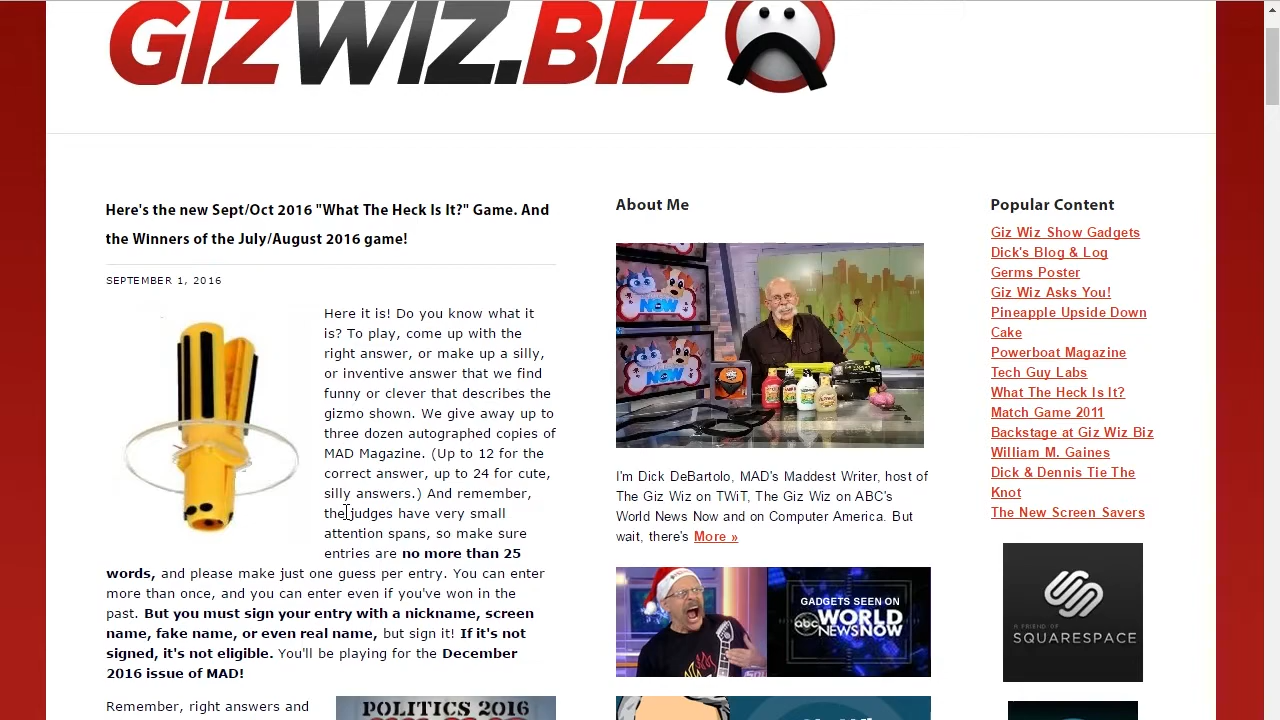 GIZWIZ.BIZ
Here's the new Sept/Oct 2016 "What The Heck Is It?" Game. And
the Winners of the July/August 2016 game!
SEPTEMBER 1, 2016
Here it is! Do you know what it
is? To play, come up with the
right answer, or make up a silly,
or inventive answer that we find
funny or clever that describes the
gizmo shown. We give away up to
three dozen autographed copies of
MAD Magazine. (Up to 12 for the
correct answer, up to 24 for cute,
silly answers.) And remember,
the judges have very small
attention spans, so make sure
entries are no more than 25
words, and please make just one guess per entry. You can enter
more than once, and you can enter even if you've won in the
past. But you must sign your entry with a nickname, screen
name, fake name, or even real name, but sign it! If it's not
signed, it's not eligible. You'll be playing for the December
2016 issue of MAD!
Remember, right answers and
POLITICS 2016
About Me
NOW
NOW
I'm Dick DeBartolo, MAD's Maddest Writer, host of
The Giz Wiz on TWiT, The Giz Wiz on ABC's
World News Now and on Computer America. But
wait, there's More »
GADGETS SEEN ON
abc WORLD
NEWS NOW
Popular Content
Giz Wiz Show Gadgets
Dick's Blog & Log
Germs Poster
Giz Wiz Asks You!
Pineapple Upside Down
Cake
Powerboat Magazine
Tech Guy Labs
What The Heck Is It?
Match Game 2011
Backstage at Giz Wiz Biz
William M. Gaines
Dick & Dennis Tie The
Knot
The New Screen Savers
A FRIEND OF
SQUARESPACE